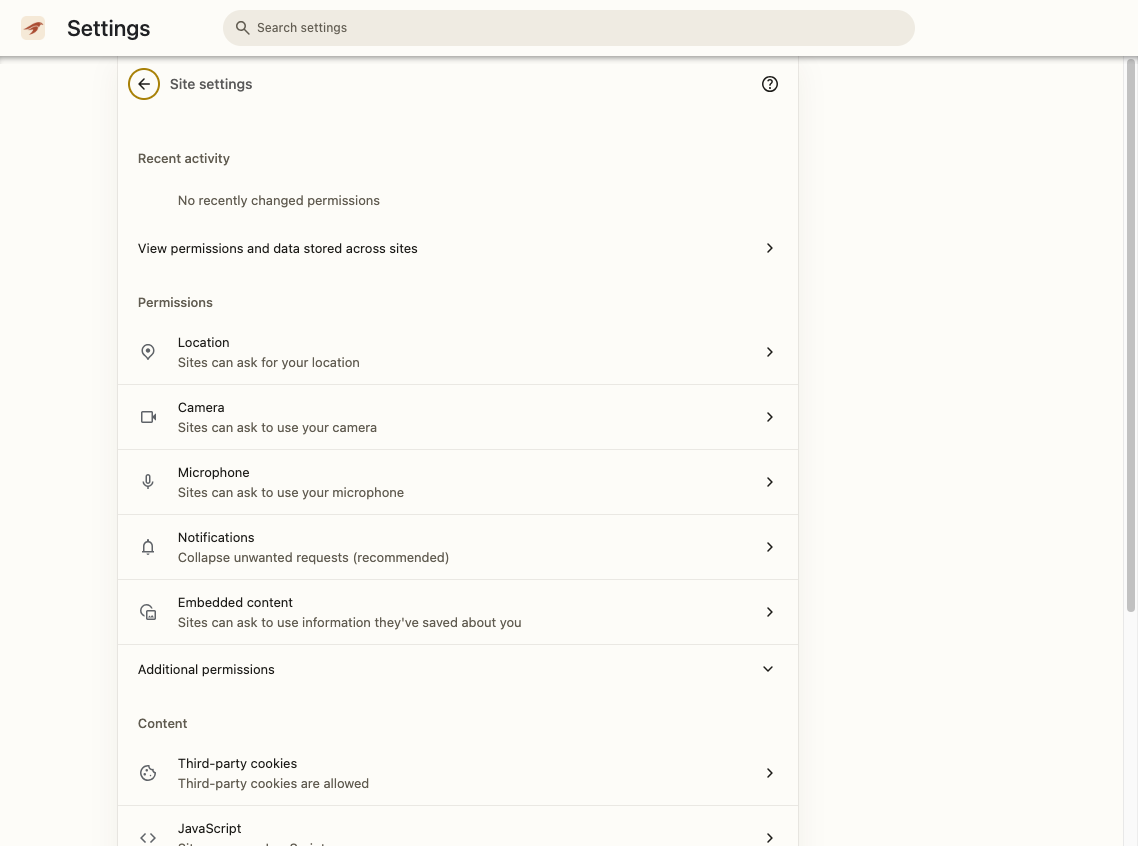 Settings
Search settings
Site settings
Recent activity
No recently changed permissions
View permissions and data stored across sites
Permissions
Location
Sites can ask for your location
Camera
Sites can ask to use your camera
Microphone
Sites can ask to use your microphone
Notifications
Collapse unwanted requests (recommended)
Embedded content
Sites can ask to use information they've saved about you
Additional permissions
Content
Third-party cookies
Third-party cookies are allowed
JavaScript